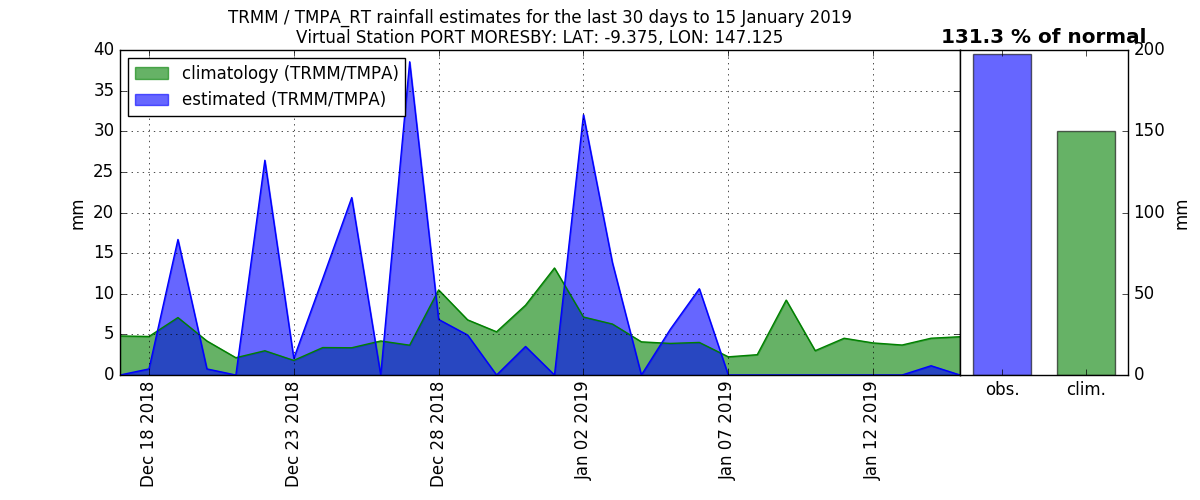 TRMM / TMPA_RT rainfall estimates for the last 30 days to 15 January 2019
Virtual Station PORT MORESBY: LAT: -9.375, LON: 147.125
131.3 % of normal
climatology (TRMM/TMPA)
estimated (TRMM/TMPA)
mm
40
35
30
25
20
15
10
5
0
Dec 18 2018
Dec 23 2018
Dec 28 2018
Jan 02 2019
Jan 07 2019
Jan 12 2019
200
150
100
50
0
mm
obs.
clim.